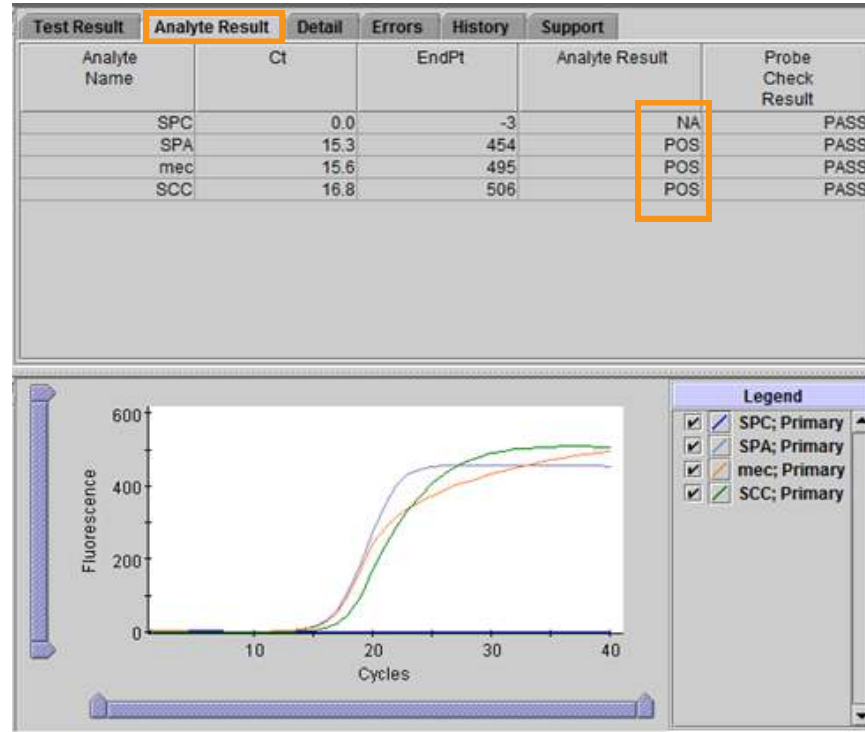 Test Result Analyte Result Detail Errors History Support
Analyte Name Ct EndPt Analyte Result Probe Check Result
SPC 0.0 -3 NA PASS
SPA 15.3 454 POS PASS
mec 15.6 495 POS PASS
SCC 16.8 506 POS PASS
600
400
200
0
Fluorescence
10 20 30 40
Cycles
Legend
SPC; Primary
SPA; Primary
mec; Primary
SCC; Primary